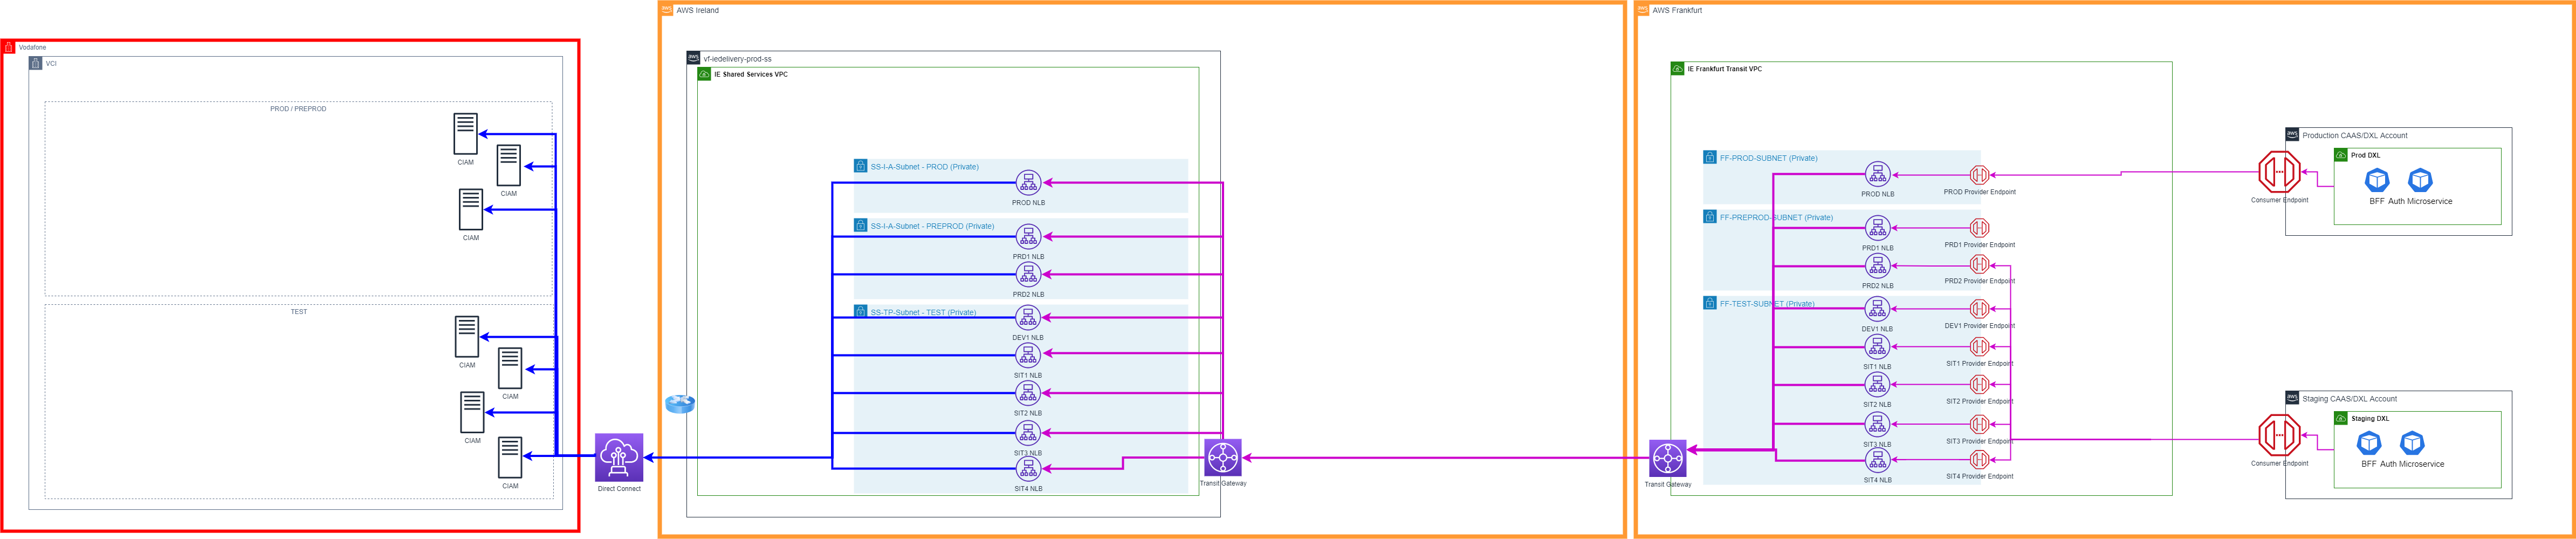 Vodafone
VCI
PROD / PREPROD
CIAM
CIAM
CIAM
TEST
CIAM
CIAM
CIAM
CIAM
Direct Connect
aws
AWS Ireland
aws
vf-iedelivery-prod-ss
IE Shared Services VPC
SS-I-A-Subnet - PROD (Private)
PROD NLB
SS-I-A-Subnet - PREPROD (Private)
PRD1 NLB
PRD2 NLB
SS-TP-Subnet - TEST (Private)
DEV1 NLB
SIT1 NLB
SIT2 NLB
SIT3 NLB
SIT4 NLB
Transit Gateway
aws
AWS Frankfurt
IE Frankfurt Transit VPC
FF-PROD-SUBNET (Private)
PROD NLB
PROD Provider Endpoint
FF-PREPROD-SUBNET (Private)
PRD1 NLB
PRD1 Provider Endpoint
PRD2 NLB
PRD2 Provider Endpoint
FF-TEST-SUBNET (Private)
DEV1 NLB
DEV1 Provider Endpoint
SIT1 NLB
SIT1 Provider Endpoint
SIT2 NLB
SIT2 Provider Endpoint
SIT3 NLB
SIT3 Provider Endpoint
SIT4 NLB
SIT4 Provider Endpoint
Transit Gateway
Consumer Endpoint
aws
Production CAAS/DXL Account
Prod DXL
BFF Auth Microservice
Consumer Endpoint
aws
Staging CAAS/DXL Account
Staging DXL
BFF Auth Microservice